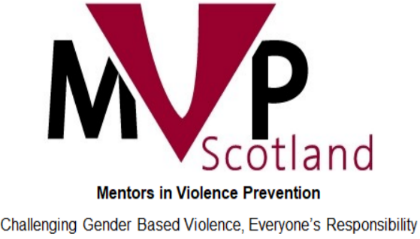 MVP
Scotland
Mentors in Violence Prevention
Challenging Gender Based Violence, Everyone's Responsibility